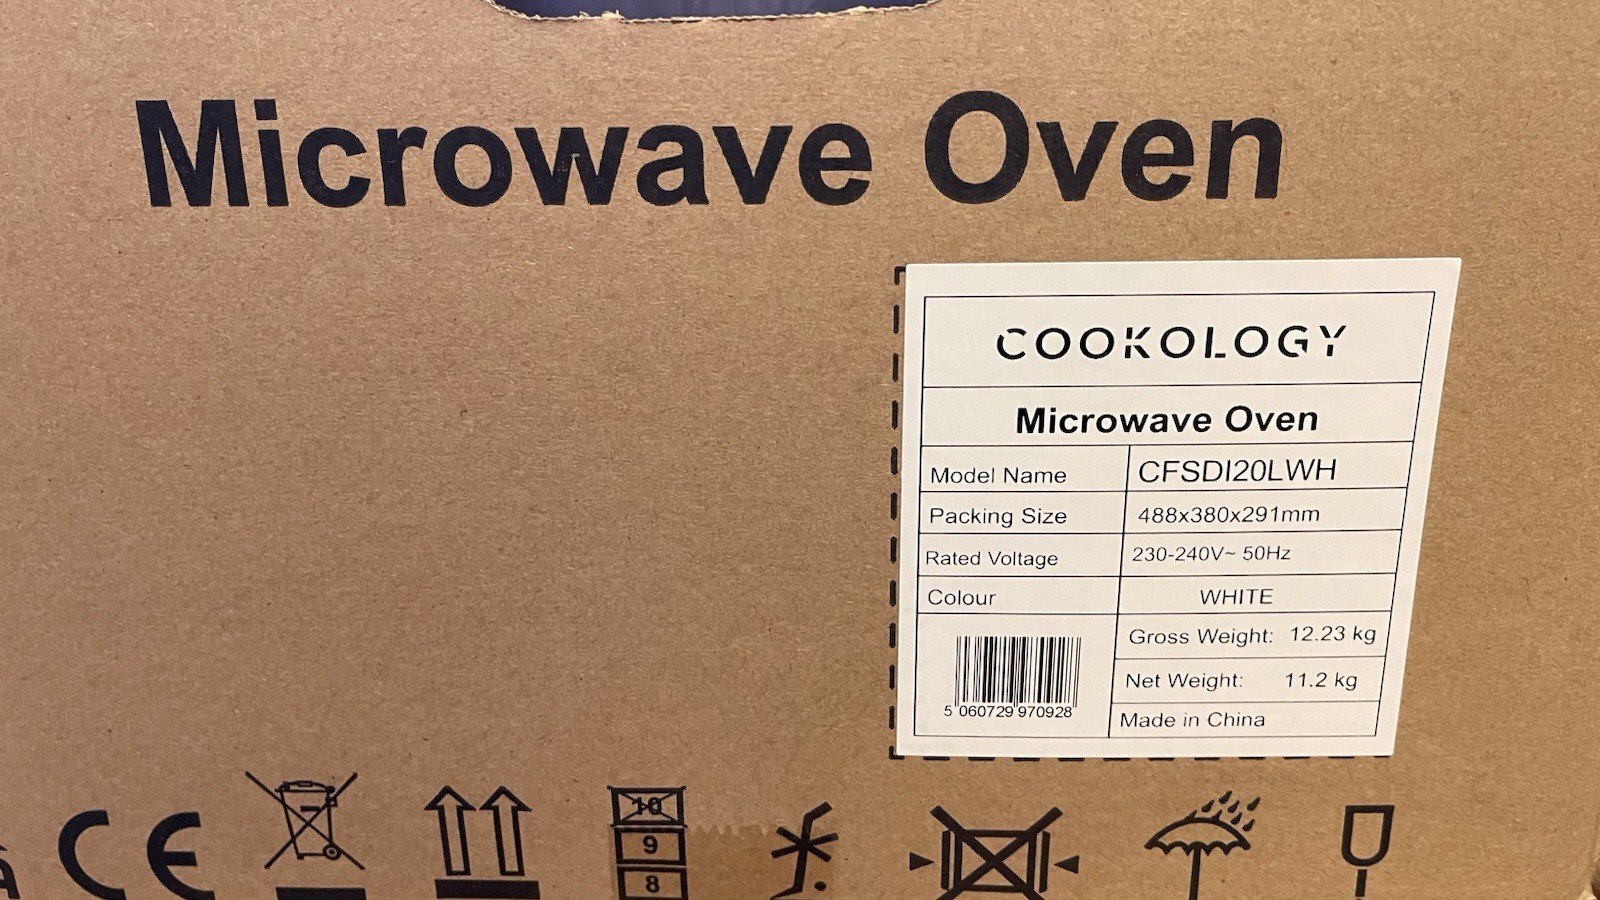 Microwave Oven
COOKOLOGY
Microwave Oven
Model Name CFSDI20LWH
Packing Size 488x380x291mm
Rated Voltage 230-240V~ 50Hz
Colour WHITE
Gross Weight: 12.23 kg
Net Weight: 11.2 kg
Made in China
5 060729 970928
CE
10
9
8